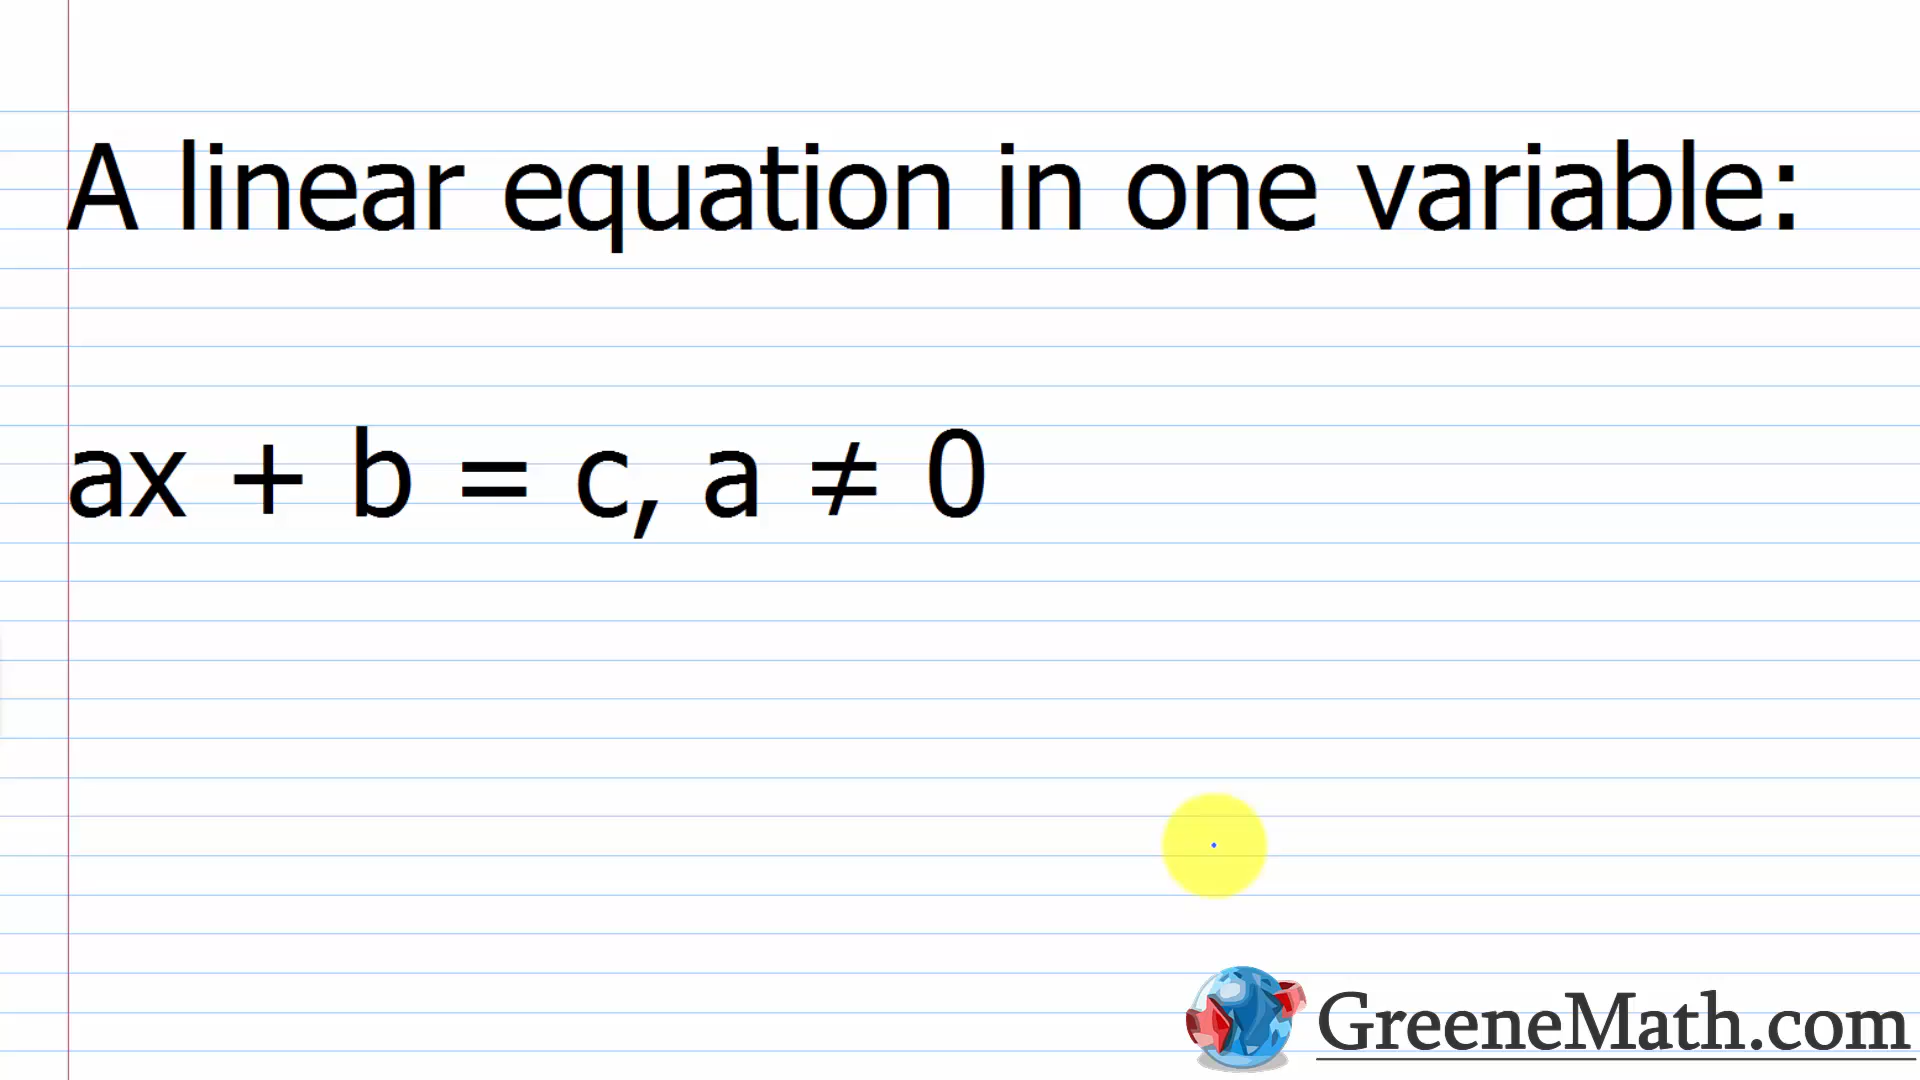 A linear equation in one variable:
ax + b = c, a ≠ 0
GreeneMath.com